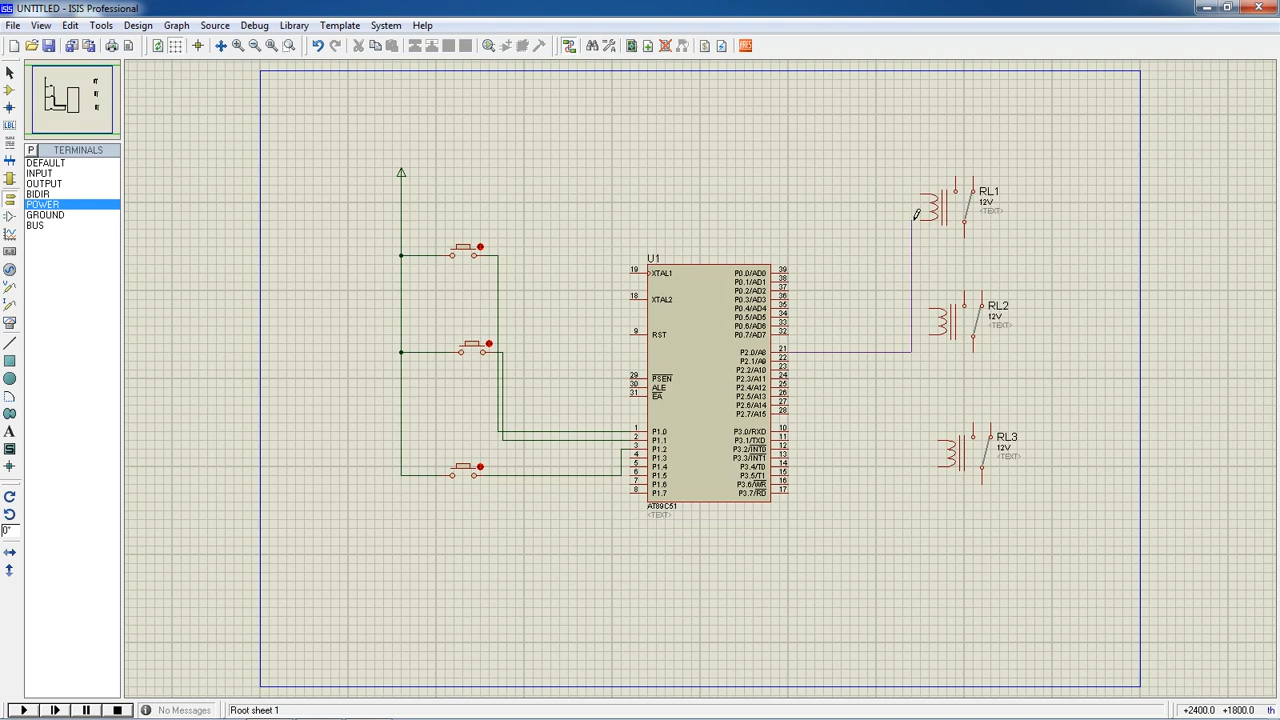 UNTITLED - ISIS Professional
File View Edit Tools Design Graph Source Debug Library Template System Help
P TERMINALS
DEFAULT
INPUT
OUTPUT
BIDIR
POWER
GROUND
BUS
LBL
A
0°
RL1
12V
<TEXT>
RL2
12V
<TEXT>
RL3
12V
<TEXT>
U1
19 XTAL1
18 XTAL2
9 RST
29 PSEN
30 ALE
31 EA
1 P1.0
2 P1.1
3 P1.2
4 P1.3
5 P1.4
6 P1.5
7 P1.6
8 P1.7
P0.0/AD0 39
P0.1/AD1 38
P0.2/AD2 37
P0.3/AD3 36
P0.4/AD4 35
P0.5/AD5 34
P0.6/AD6 33
P0.7/AD7 32
P2.0/A8 21
P2.1/A9 22
P2.2/A10 23
P2.3/A11 24
P2.4/A12 25
P2.5/A13 26
P2.6/A14 27
P2.7/A15 28
P3.0/RXD 10
P3.1/TXD 11
P3.2/INT0 12
P3.3/INT1 13
P3.4/T0 14
P3.5/T1 15
P3.6/WR 16
P3.7/RD 17
AT89C51
<TEXT>
No Messages Root sheet 1 +2400.0 +1800.0 th